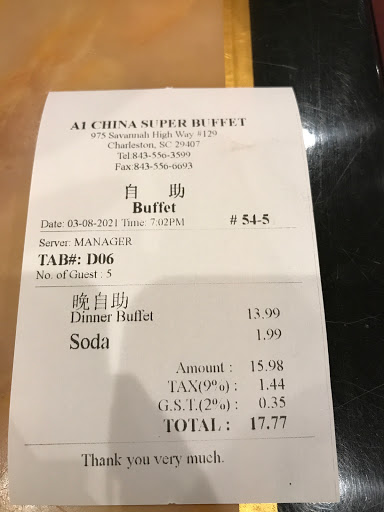 A1 CHINA SUPER BUFFET
975 Savannah High Way #129
Charleston, SC 29407
Tel:843-556-3599
Fax:843-556-6693
自 助
Buffet
Date: 03-08-2021 Time: 7:02PM # 54-5
Server: MANAGER
TAB#: D06
No. of Guest : 5
晚自助
Dinner Buffet 13.99
Soda 1.99
Amount : 15.98
TAX(9%) : 1.44
G.S.T.(2%) : 0.35
TOTAL : 17.77
Thank you very much.